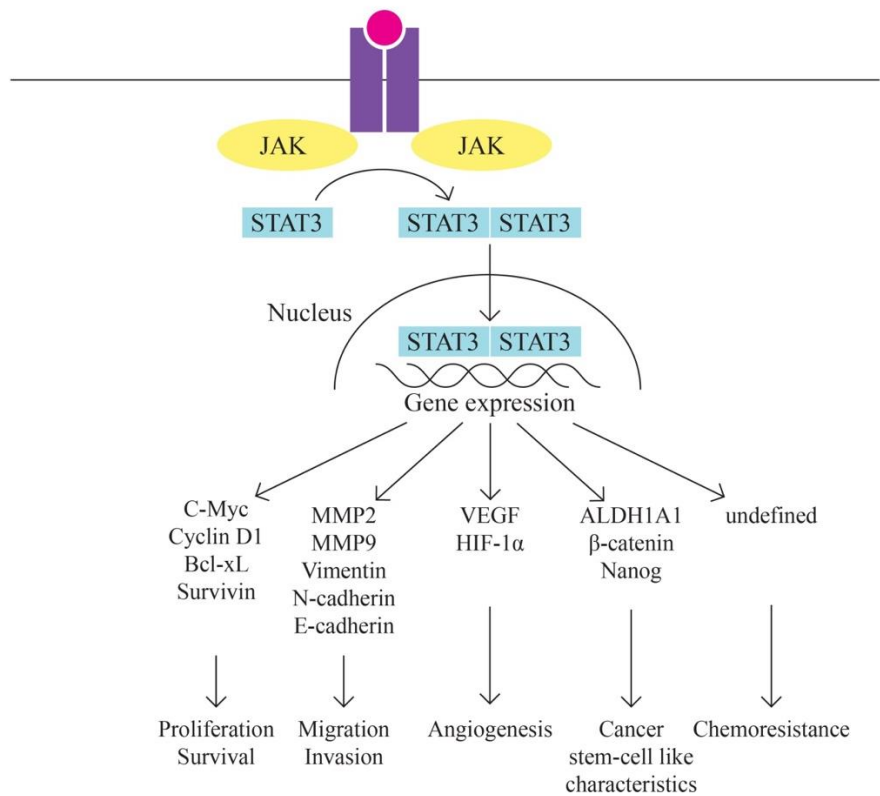 JAK
JAK
STAT3
STAT3 STAT3
Nucleus
STAT3 STAT3
Gene expression
C-Myc
Cyclin D1
Bcl-xL
Survivin
MMP2
MMP9
Vimentin
N-cadherin
E-cadherin
VEGF
HIF-1α
ALDH1A1
β-catenin
Nanog
undefined
Proliferation
Survival
Migration
Invasion
Angiogenesis
Cancer
stem-cell like
characteristics
Chemoresistance